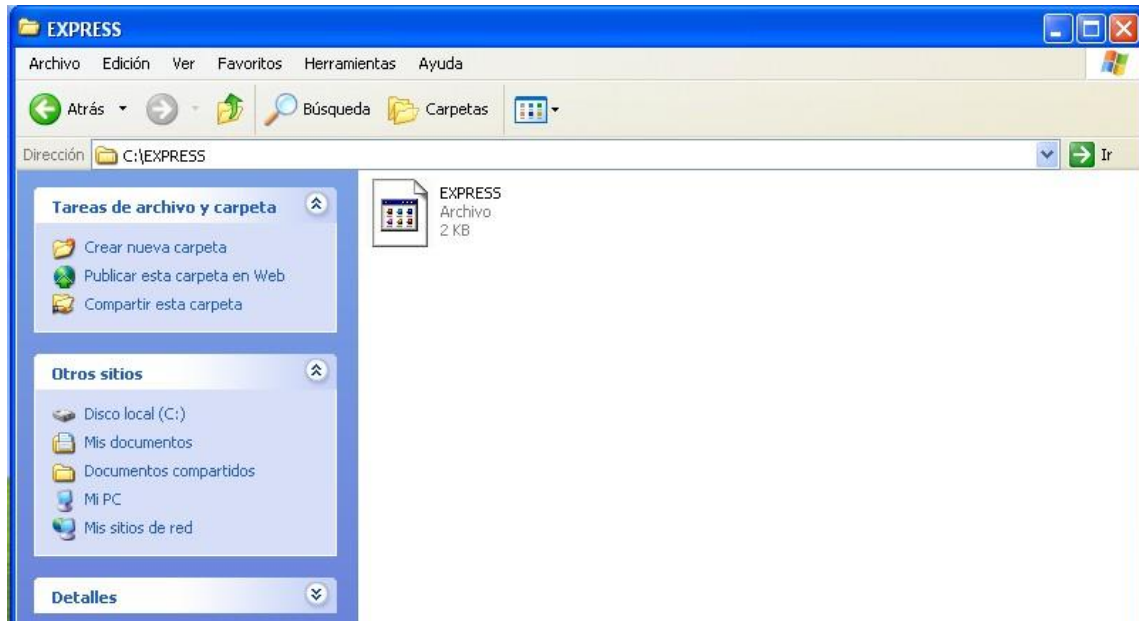 EXPRESS
Archivo Edición Ver Favoritos Herramientas Ayuda
Atrás Búsqueda Carpetas
Dirección C:\EXPRESS Ir
Tareas de archivo y carpeta
Crear nueva carpeta
Publicar esta carpeta en Web
Compartir esta carpeta
Otros sitios
Disco local (C:)
Mis documentos
Documentos compartidos
Mi PC
Mis sitios de red
Detalles
EXPRESS
Archivo
2 KB